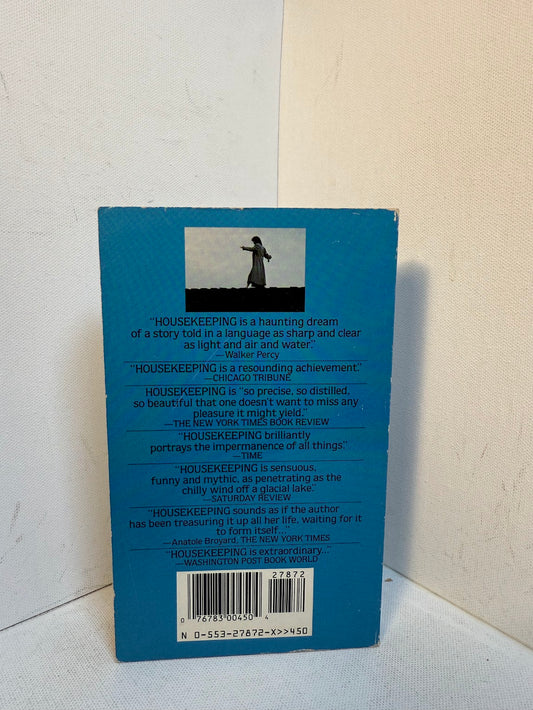 "HOUSEKEEPING is a haunting dream
of a story told in a language as sharp and clear
as light and air and water."
—Walker Percy
"HOUSEKEEPING is a resounding achievement."
—CHICAGO TRIBUNE
HOUSEKEEPING is "so precise, so distilled,
so beautiful that one doesn't want to miss any
pleasure it might yield."
—THE NEW YORK TIMES BOOK REVIEW
"HOUSEKEEPING brilliantly
portrays the impermanence of all things."
—TIME
"HOUSEKEEPING is sensuous,
funny and mythic, as penetrating as the
chilly wind off a glacial lake."
—SATURDAY REVIEW
"HOUSEKEEPING sounds as if the author
has been treasuring it up all her life, waiting for it
to form itself..."
—Anatole Broyard, THE NEW YORK TIMES
"HOUSEKEEPING is extraordinary..."
—WASHINGTON POST BOOK WORLD
27872
0 76783 00450 4
N 0-553-27872-X>>450